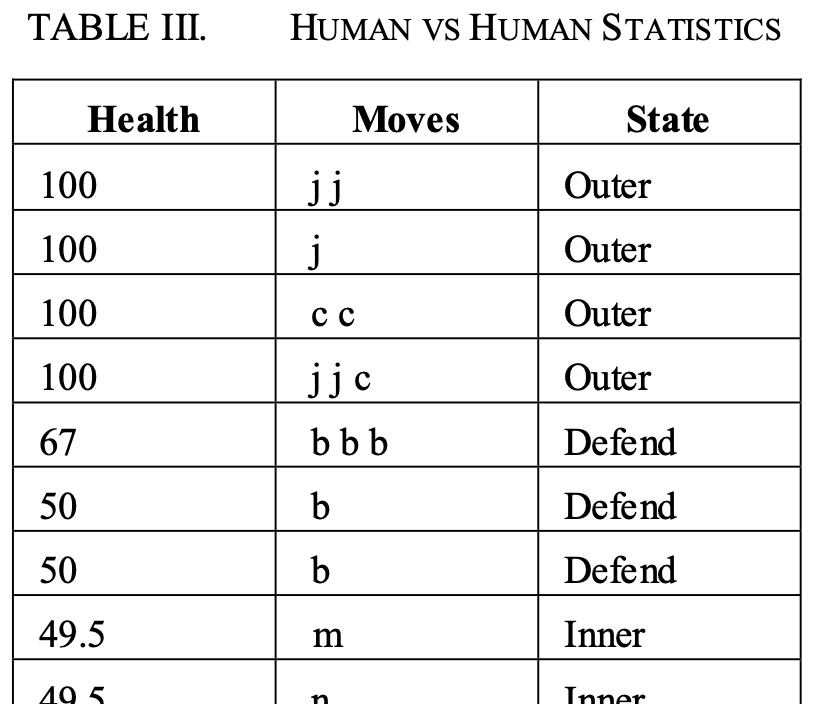 TABLE III. HUMAN VS HUMAN STATISTICS
Health Moves State
100 j j Outer
100 j Outer
100 c c Outer
100 j j c Outer
67 b b b Defend
50 b Defend
50 b Defend
49.5 m Inner
49.5 n Inner